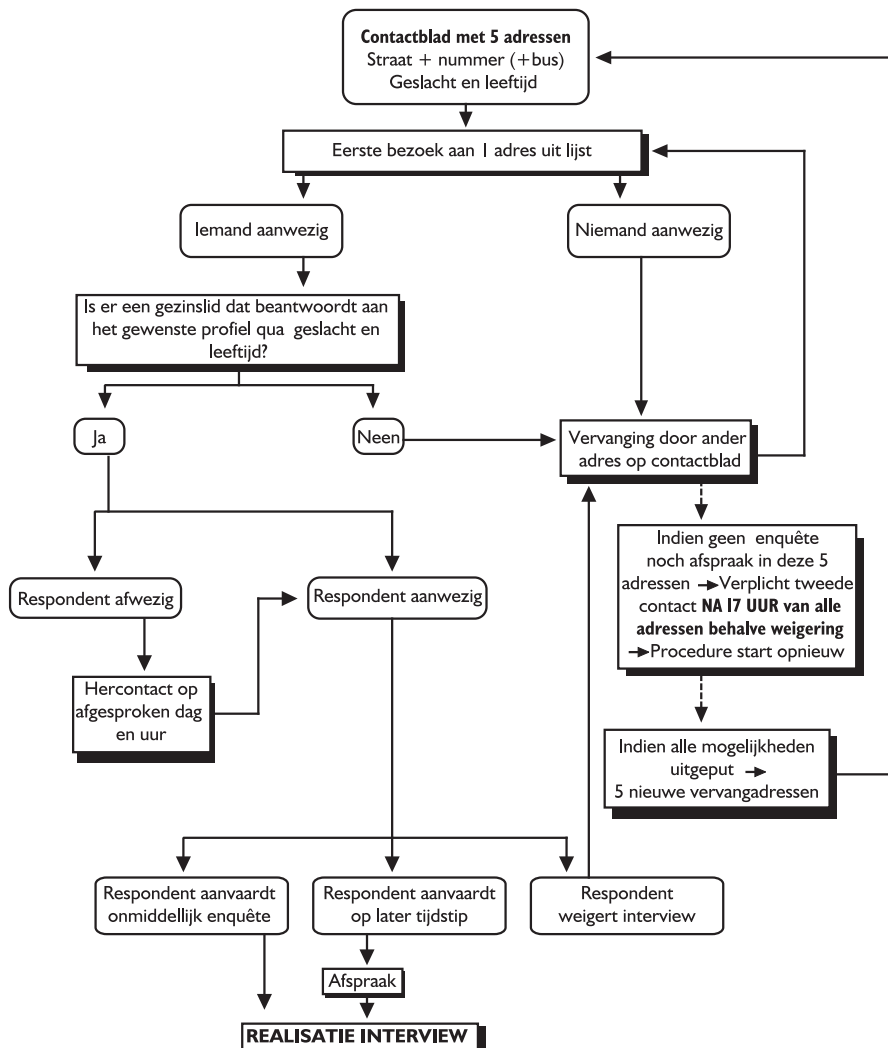 Contactblad met 5 adressen
Straat + nummer (+bus)
Geslacht en leeftijd
Eerste bezoek aan 1 adres uit lijst
Iemand aanwezig
Niemand aanwezig
Is er een gezinslid dat beantwoordt aan
het gewenste profiel qua geslacht en
leeftijd?
Ja
Neen
Vervanging door ander
adres op contactblad
Indien geen enquête
noch afspraak in deze 5
adressen → Verplicht tweede
contact NA 17 UUR van alle
adressen behalve weigering
→ Procedure start opnieuw
Respondent afwezig
Respondent aanwezig
Hercontact op
afgesproken dag
en uur
Indien alle mogelijkheden
uitgeput →
5 nieuwe vervangadressen
Respondent aanvaardt
onmiddellijk enquête
Respondent aanvaardt
op later tijdstip
Respondent
weigert interview
Afspraak
REALISATIE INTERVIEW